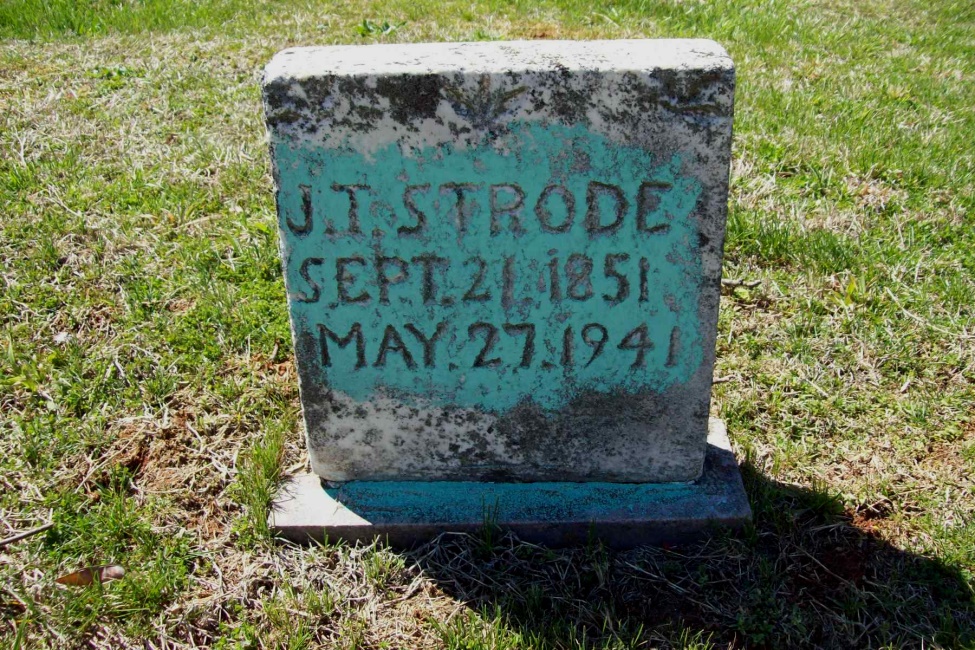 J.T. STRODE
SEPT. 21. 1851
MAY. 27. 1941